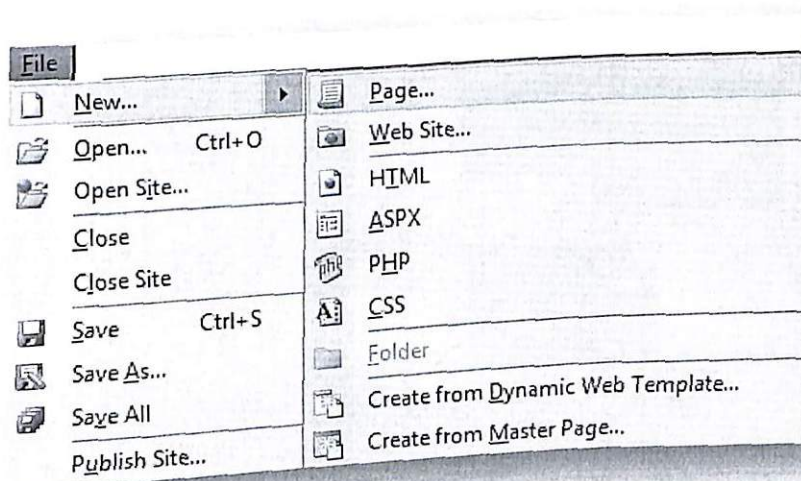 File
New...
Open... Ctrl+O
Open Site...
Close
Close Site
Save Ctrl+S
Save As...
Save All
Publish Site...
Page...
Web Site...
HTML
ASPX
PHP
CSS
Folder
Create from Dynamic Web Template...
Create from Master Page...